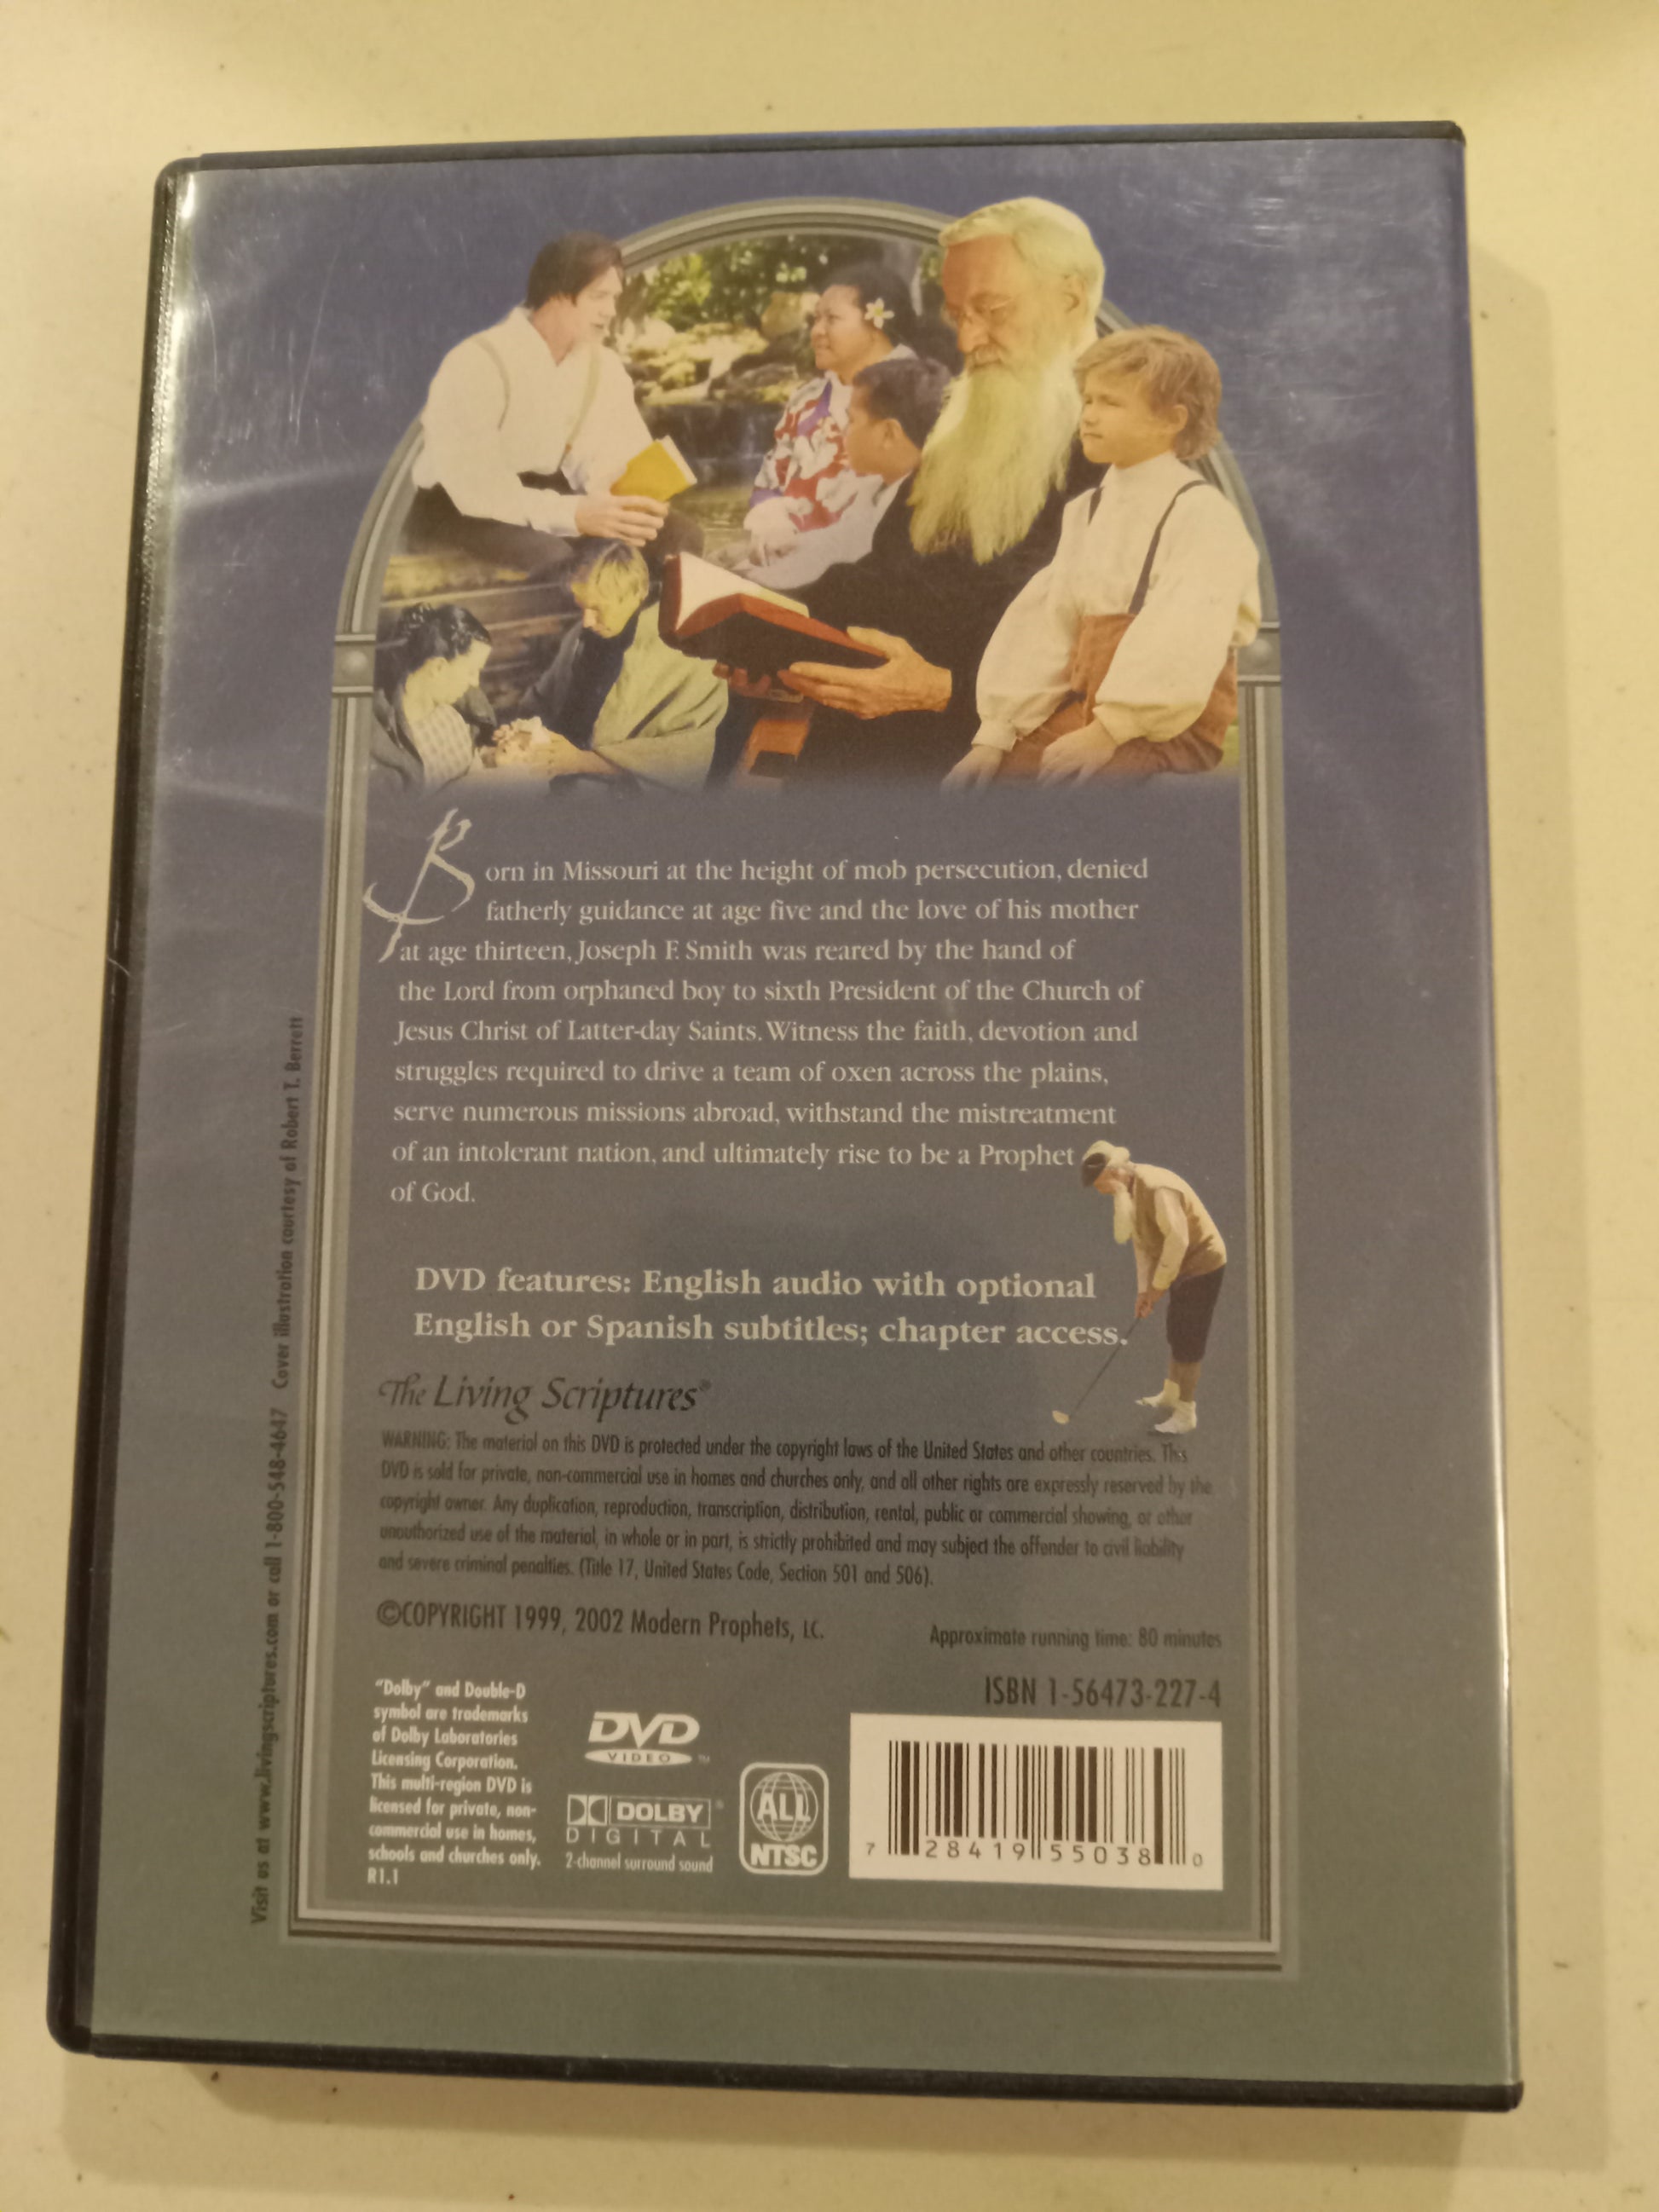 Born in Missouri at the height of mob persecution, denied
fatherly guidance at age five and the love of his mother
at age thirteen, Joseph F. Smith was reared by the hand of
the Lord from orphaned boy to sixth President of the Church of
Jesus Christ of Latter-day Saints. Witness the faith, devotion and
struggles required to drive a team of oxen across the plains,
serve numerous missions abroad, withstand the mistreatment
of an intolerant nation, and ultimately rise to be a Prophet
of God.
DVD features: English audio with optional
English or Spanish subtitles; chapter access.
The Living Scriptures®
WARNING: The material on this DVD is protected under the copyright laws of the United States and other countries. This
DVD is sold for private, non-commercial use in homes and churches only, and all other rights are expressly reserved by the
copyright owner. Any duplication, reproduction, transcription, distribution, rental, public or commercial showing, or other
unauthorized use of the material, in whole or in part, is strictly prohibited and may subject the offender to civil liability
and severe criminal penalties. (Title 17, United States Code, Section 501 and 506).
©COPYRIGHT 1999, 2002 Modern Prophets, LC.
Approximate running time: 80 minutes
ISBN 1-56473-227-4
"Dolby" and Double-D
symbol are trademarks
of Dolby Laboratories
Licensing Corporation.
This multi-region DVD is
licensed for private, non-
commercial use in homes,
schools and churches only.
R1.1
DVD
VIDEO ™
DOLBY®
DIGITAL
2-channel surround sound
ALL
NTSC
7 28419 55038 0
Visit us at www.livingscriptures.com or call 1-800-548-4647 Cover illustration courtesy of Robert T. Berrett